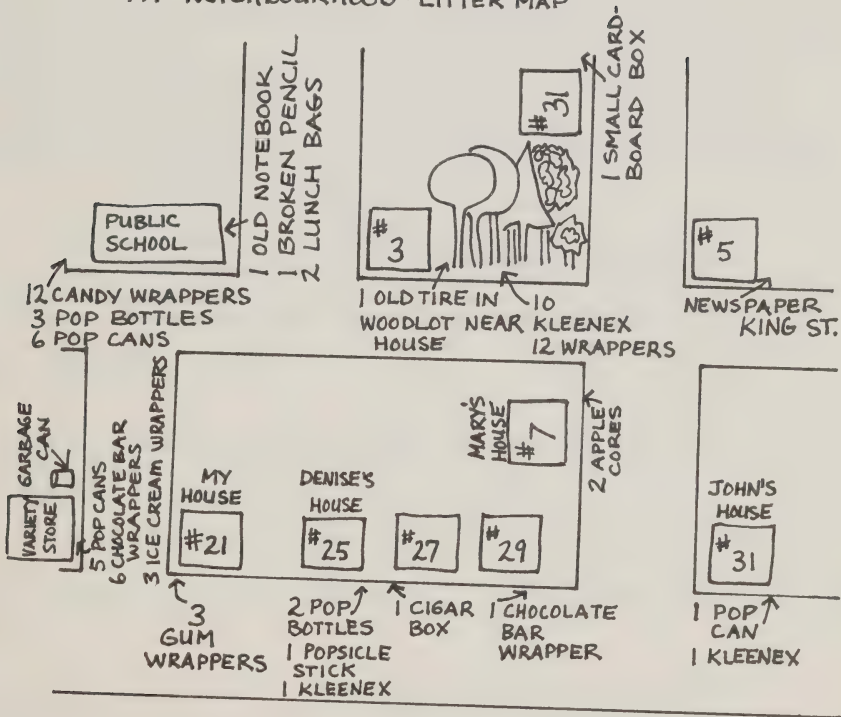 MY NEIGHBOURHOOD LITTER MAP
1 OLD NOTEBOOK
1 BROKEN PENCIL
2 LUNCH BAGS
#31
1 SMALL CARD-
BOARD BOX
PUBLIC
SCHOOL
#3
#5
12 CANDY WRAPPERS
3 POP BOTTLES
6 POP CANS
1 OLD TIRE IN
WOODLOT NEAR
HOUSE
10
KLEENEX
12 WRAPPERS
NEWSPAPER
KING ST.
GARBAGE
CAN
VARIETY
STORE
5 POP CANS
6 CHOCOLATE BAR
WRAPPERS
3 ICE CREAM WRAPPERS
MY
HOUSE
#21
DENISE'S
HOUSE
#25
#27
#29
MARY'S
HOUSE
#7
2 APPLE
CORES
JOHN'S
HOUSE
#31
3
GUM
WRAPPERS
2 POP
BOTTLES
1 POPSICLE
STICK
1 KLEENEX
1 CIGAR
BOX
1 CHOCOLATE
BAR
WRAPPER
1 POP
CAN
1 KLEENEX